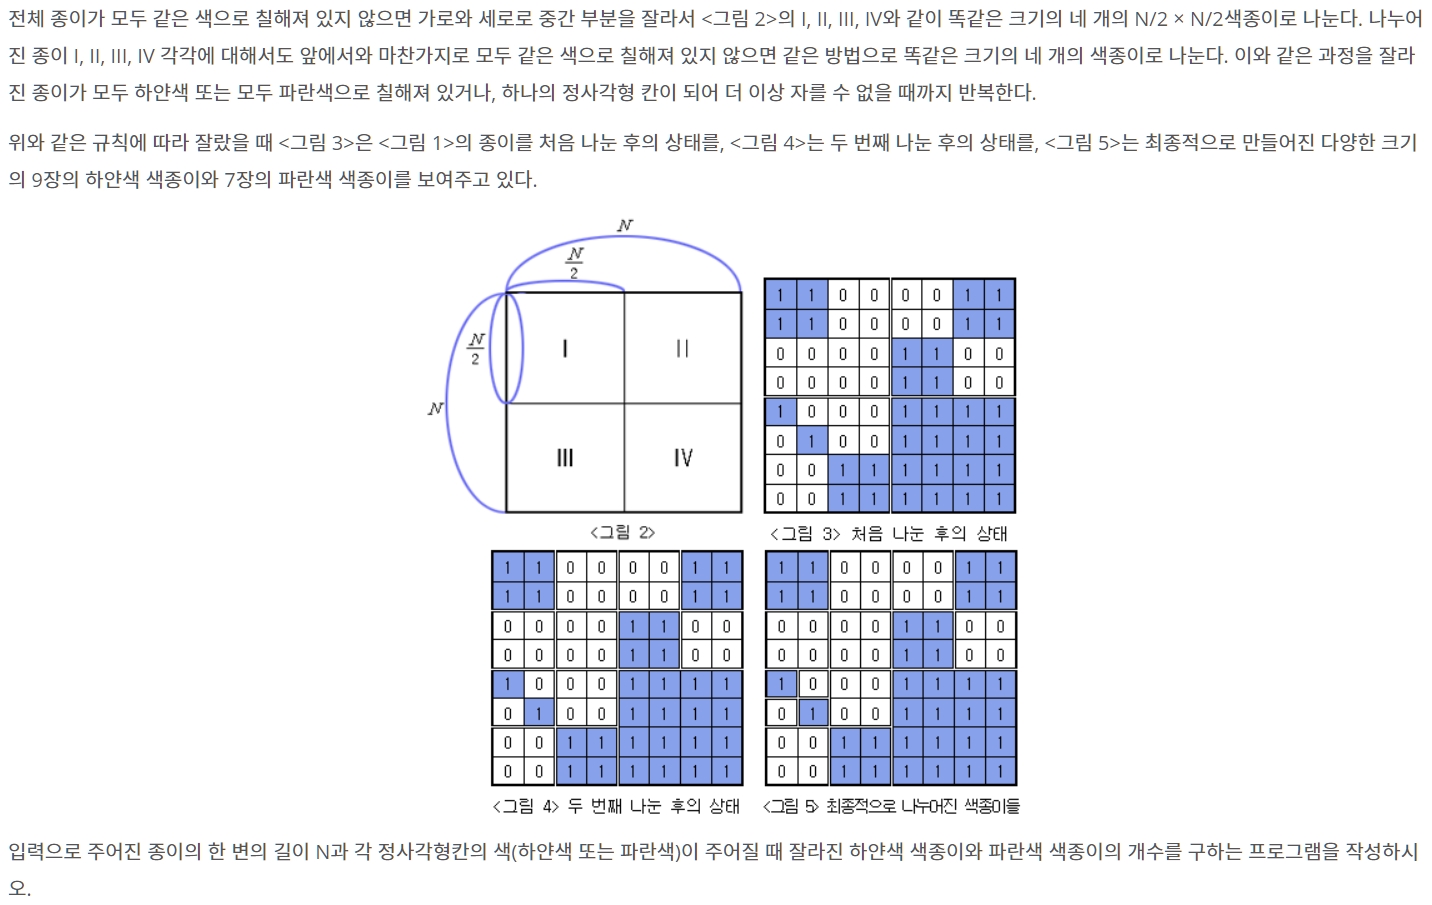 전체 종이가 모두 같은 색으로 칠해져 있지 않으면 가로와 세로로 중간 부분을 잘라서 <그림 2>의 I, II, III, IV와 같이 똑같은 크기의 네 개의 N/2 × N/2색종이로 나눈다. 나누어
진 종이 I, II, III, IV 각각에 대해서도 앞에서와 마찬가지로 모두 같은 색으로 칠해져 있지 않으면 같은 방법으로 똑같은 크기의 네 개의 색종이로 나눈다. 이와 같은 과정을 잘라
진 종이가 모두 하얀색 또는 모두 파란색으로 칠해져 있거나, 하나의 정사각형 칸이 되어 더 이상 자를 수 없을 때까지 반복한다.
위와 같은 규칙에 따라 잘랐을 때 <그림 3>은 <그림 1>의 종이를 처음 나눈 후의 상태를, <그림 4>는 두 번째 나눈 후의 상태를, <그림 5>는 최종적으로 만들어진 다양한 크기
의 9장의 하얀색 색종이와 7장의 파란색 색종이를 보여주고 있다.
N
N
2
N
2
N
I II
III IV
<그림 2>
1 1 0 0 0 0 1 1
1 1 0 0 0 0 1 1
0 0 0 0 1 1 0 0
0 0 0 0 1 1 0 0
1 0 0 0 1 1 1 1
0 1 0 0 1 1 1 1
0 0 1 1 1 1 1 1
0 0 1 1 1 1 1 1
<그림 3> 처음 나눈 후의 상태
1 1 0 0 0 0 1 1
1 1 0 0 0 0 1 1
0 0 0 0 1 1 0 0
0 0 0 0 1 1 0 0
1 0 0 0 1 1 1 1
0 1 0 0 1 1 1 1
0 0 1 1 1 1 1 1
0 0 1 1 1 1 1 1
<그림 4> 두 번째 나눈 후의 상태
1 1 0 0 0 0 1 1
1 1 0 0 0 0 1 1
0 0 0 0 1 1 0 0
0 0 0 0 1 1 0 0
1 0 0 0 1 1 1 1
0 1 0 0 1 1 1 1
0 0 1 1 1 1 1 1
0 0 1 1 1 1 1 1
<그림 5> 최종적으로 나누어진 색종이들
입력으로 주어진 종이의 한 변의 길이 N과 각 정사각형칸의 색(하얀색 또는 파란색)이 주어질 때 잘라진 하얀색 색종이와 파란색 색종이의 개수를 구하는 프로그램을 작성하시
오.